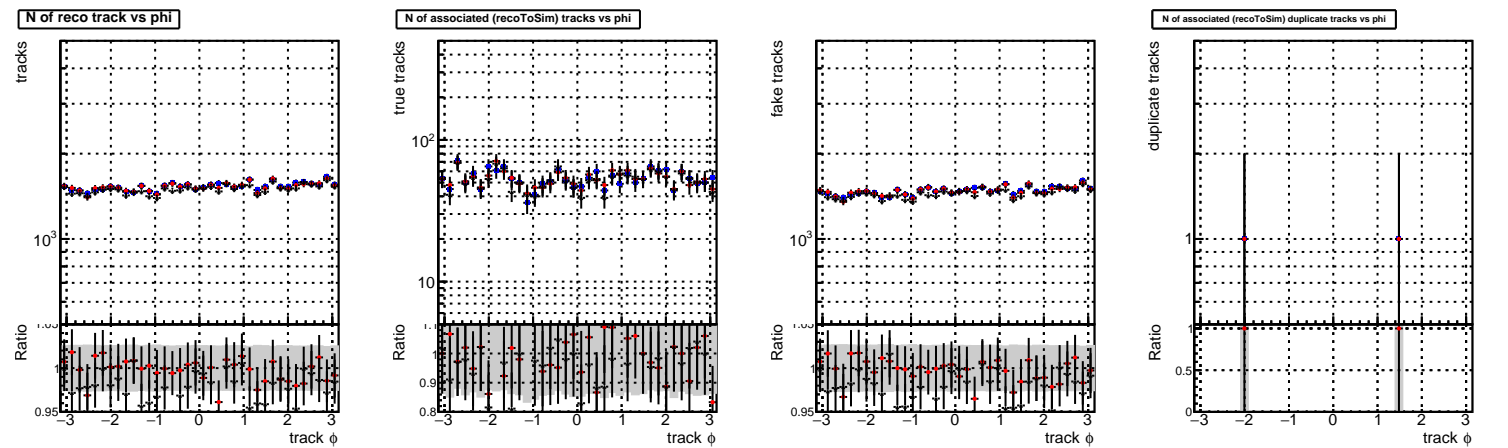 N of reco track vs phi
tracks
10³
Ratio
1
0.95
−3 −2 −1 0 1 2 3
track ϕ
N of associated (recoToSim) tracks vs phi
true tracks
10²
10
Ratio
1
0.9
0.8
−3 −2 −1 0 1 2 3
track ϕ
fake tracks
10³
Ratio
1
0.95
−3 −2 −1 0 1 2 3
track ϕ
N of associated (recoToSim) duplicate tracks vs phi
duplicate tracks
1
Ratio
1
0.5
0
−3 −2 −1 0 1 2 3
track ϕ